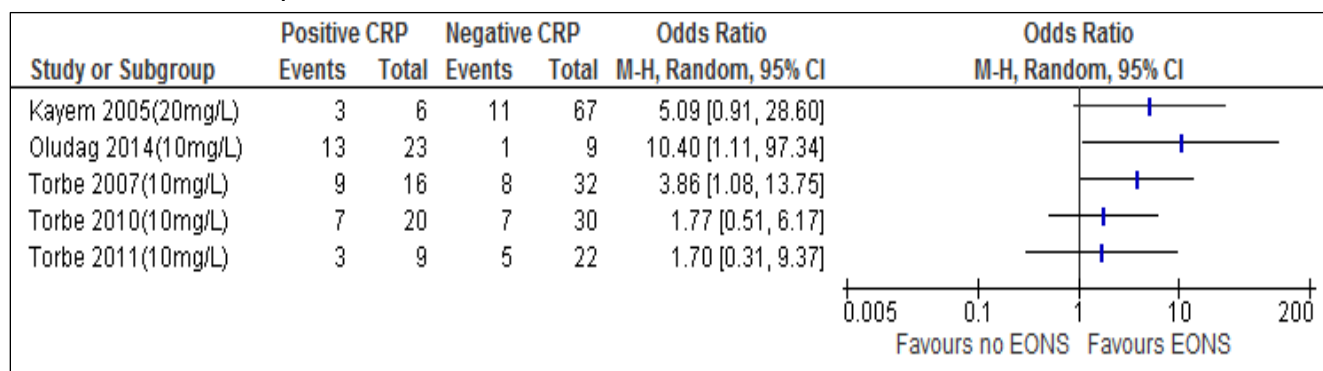 Positive CRP Negative CRP Odds Ratio Odds Ratio
Study or Subgroup Events Total Events Total M-H, Random, 95% CI M-H, Random, 95% CI
Kayem 2005(20mg/L) 3 6 11 67 5.09 [0.91, 28.60]
Oludag 2014(10mg/L) 13 23 1 9 10.40 [1.11, 97.34]
Torbe 2007(10mg/L) 9 16 8 32 3.86 [1.08, 13.75]
Torbe 2010(10mg/L) 7 20 7 30 1.77 [0.51, 6.17]
Torbe 2011(10mg/L) 3 9 5 22 1.70 [0.31, 9.37]
0.005 0.1 1 10 200
Favours no EONS Favours EONS